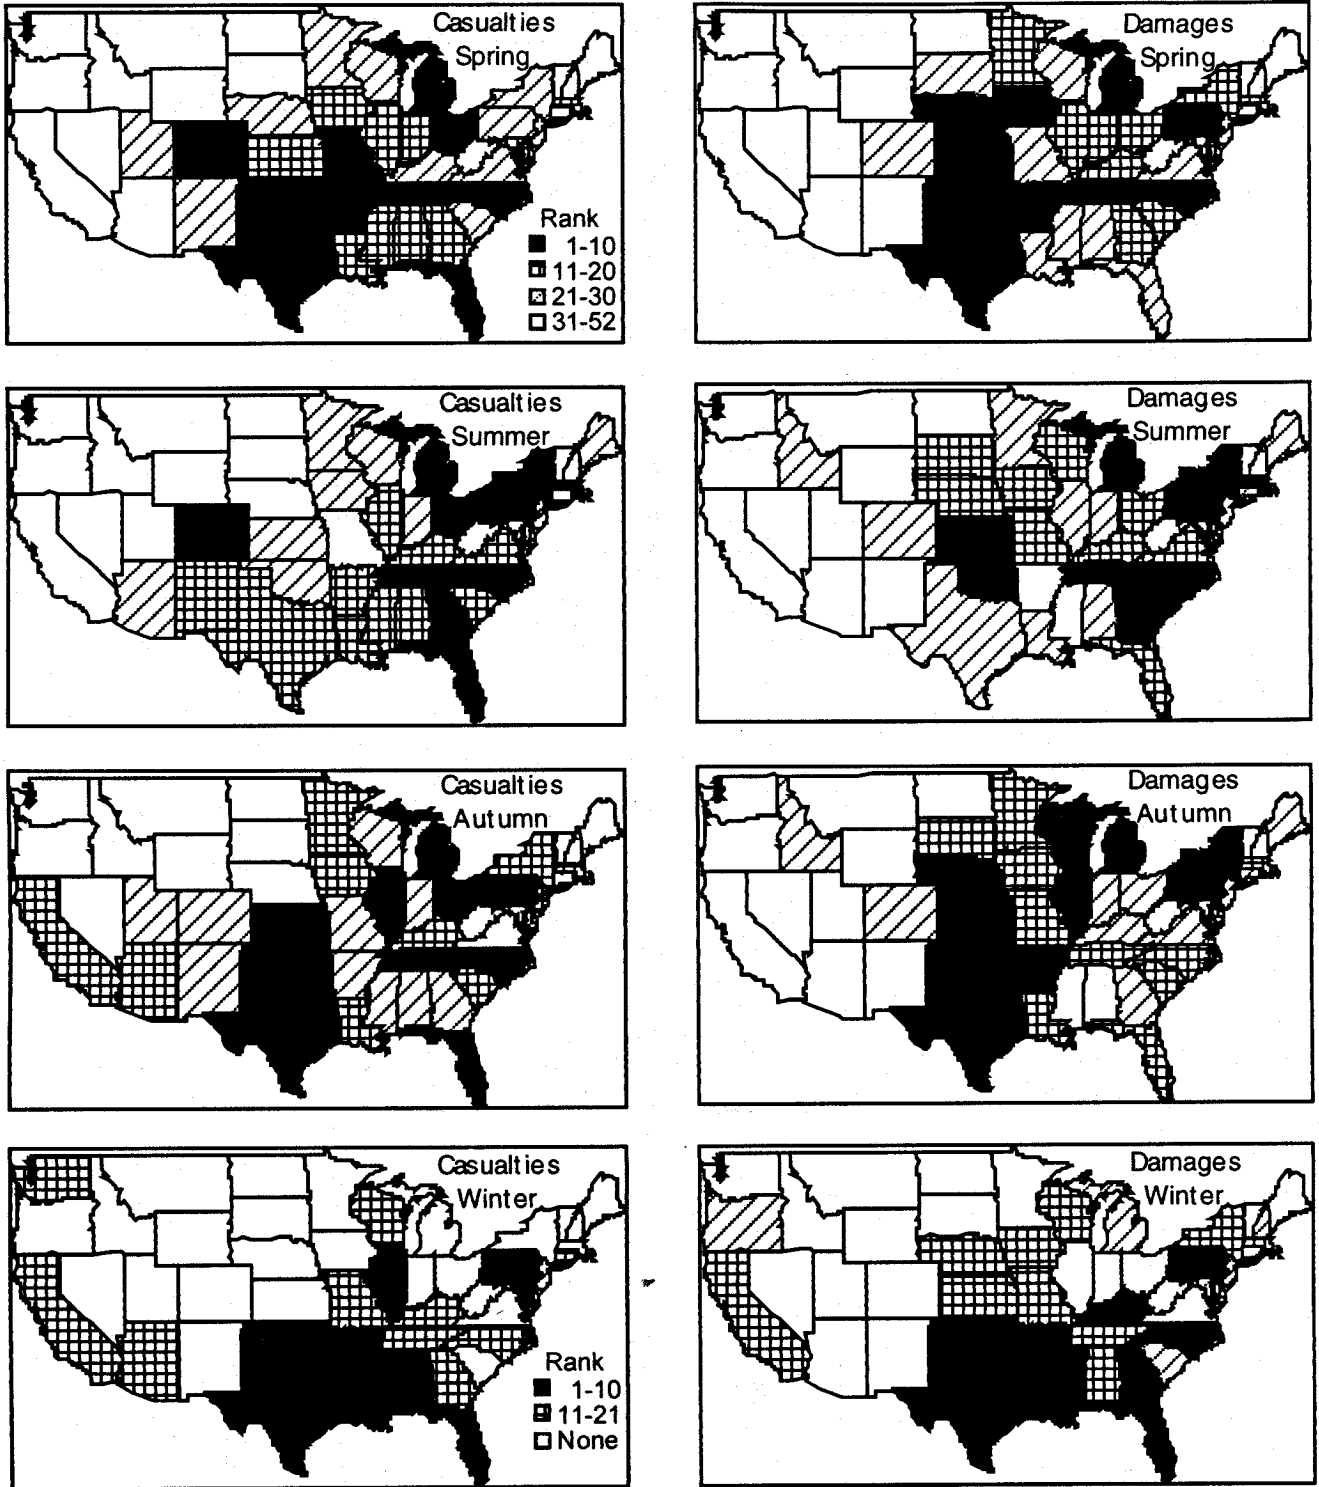 Casualties
Spring
Rank
1-10
11-20
21-30
31-52
Damages
Spring
Casualties
Summer
Damages
Summer
Casualties
Autumn
Damages
Autumn
Casualties
Winter
Rank
1-10
11-21
None
Damages
Winter